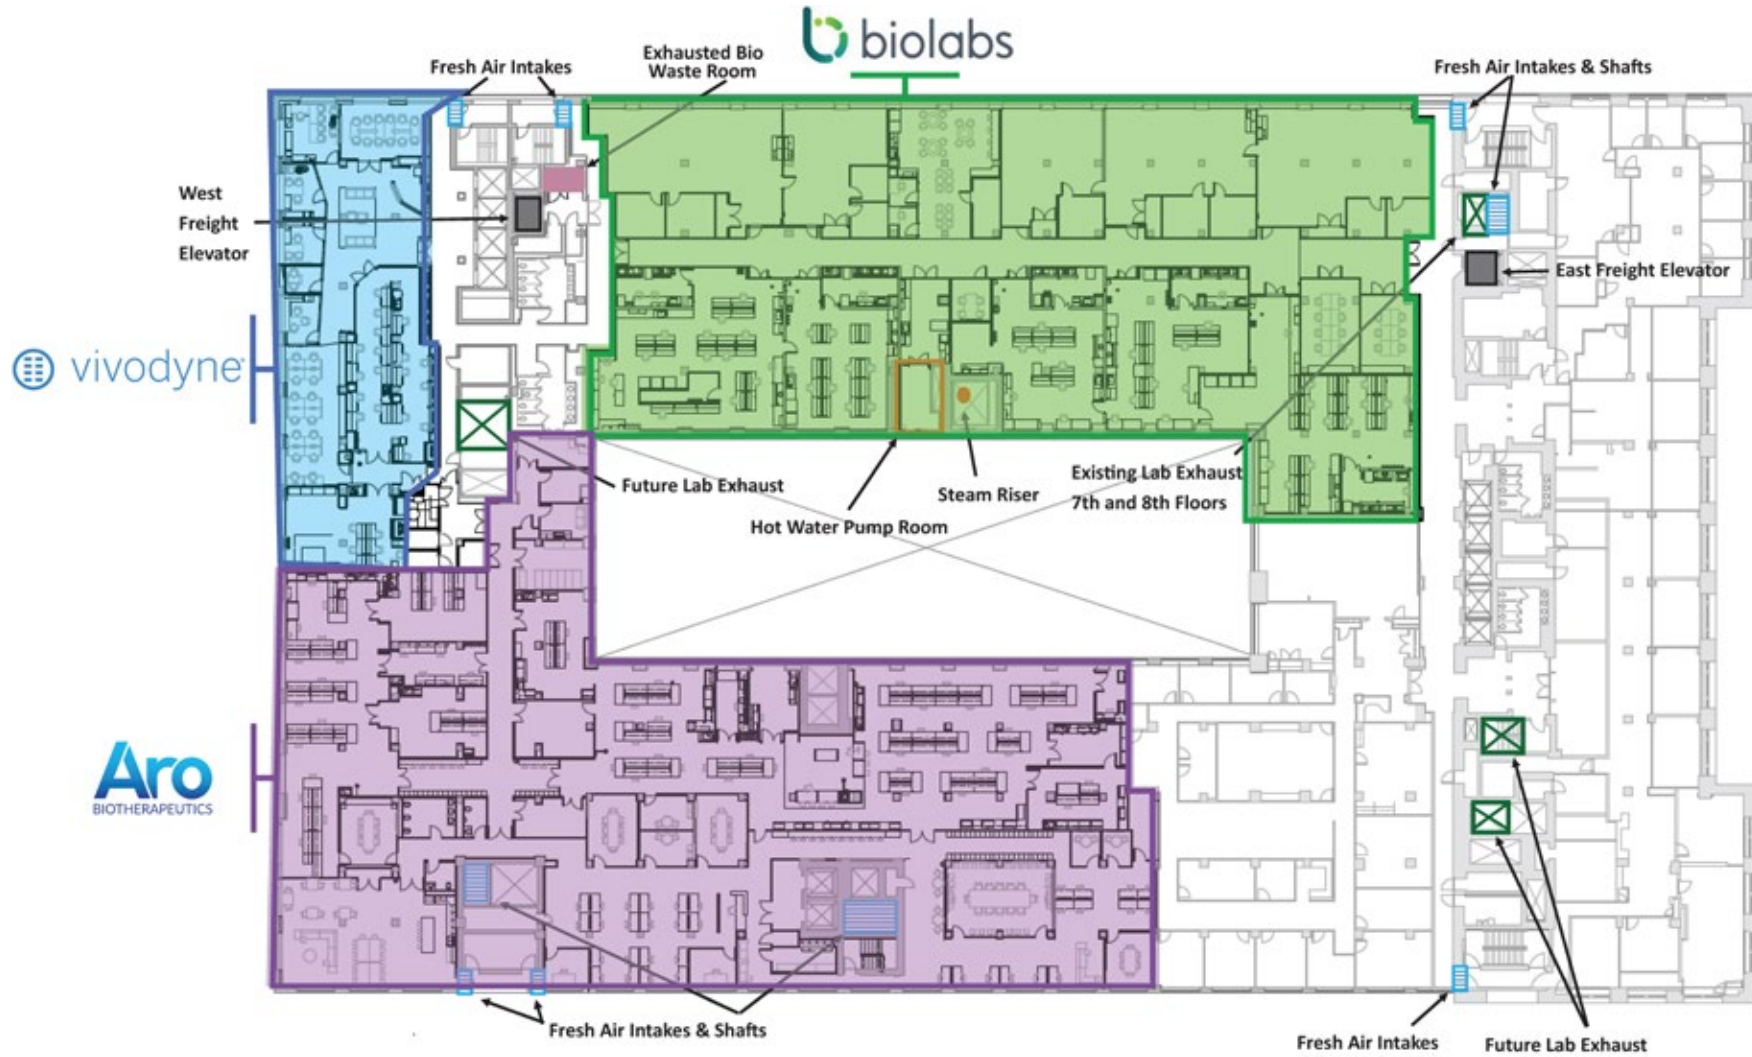 biolabs
Fresh Air Intakes
Exhausted Bio
Waste Room
Fresh Air Intakes & Shafts
West
Freight
Elevator
East Freight Elevator
vivodyne
Future Lab Exhaust
Steam Riser
Existing Lab Exhaust
7th and 8th Floors
Hot Water Pump Room
Aro
BIOTHERAPEUTICS
Fresh Air Intakes & Shafts
Fresh Air Intakes
Future Lab Exhaust